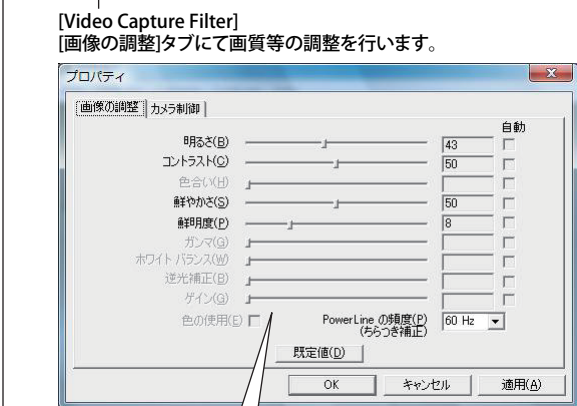 [Video Capture Filter]
[画像の調整]タブにて画質等の調整を行います。
プロパティ
画像の調整 カメラ制御
自動
明るさ(B) 43
コントラスト(C) 50
色合い(H)
鮮やかさ(S) 50
鮮明度(P) 8
ガンマ(G)
ホワイト バランス(W)
逆光補正(B)
ゲイン(G)
色の使用(E) PowerLine の頻度(P) 60 Hz
(ちらつき補正)
既定値(D)
OK キャンセル 適用(A)